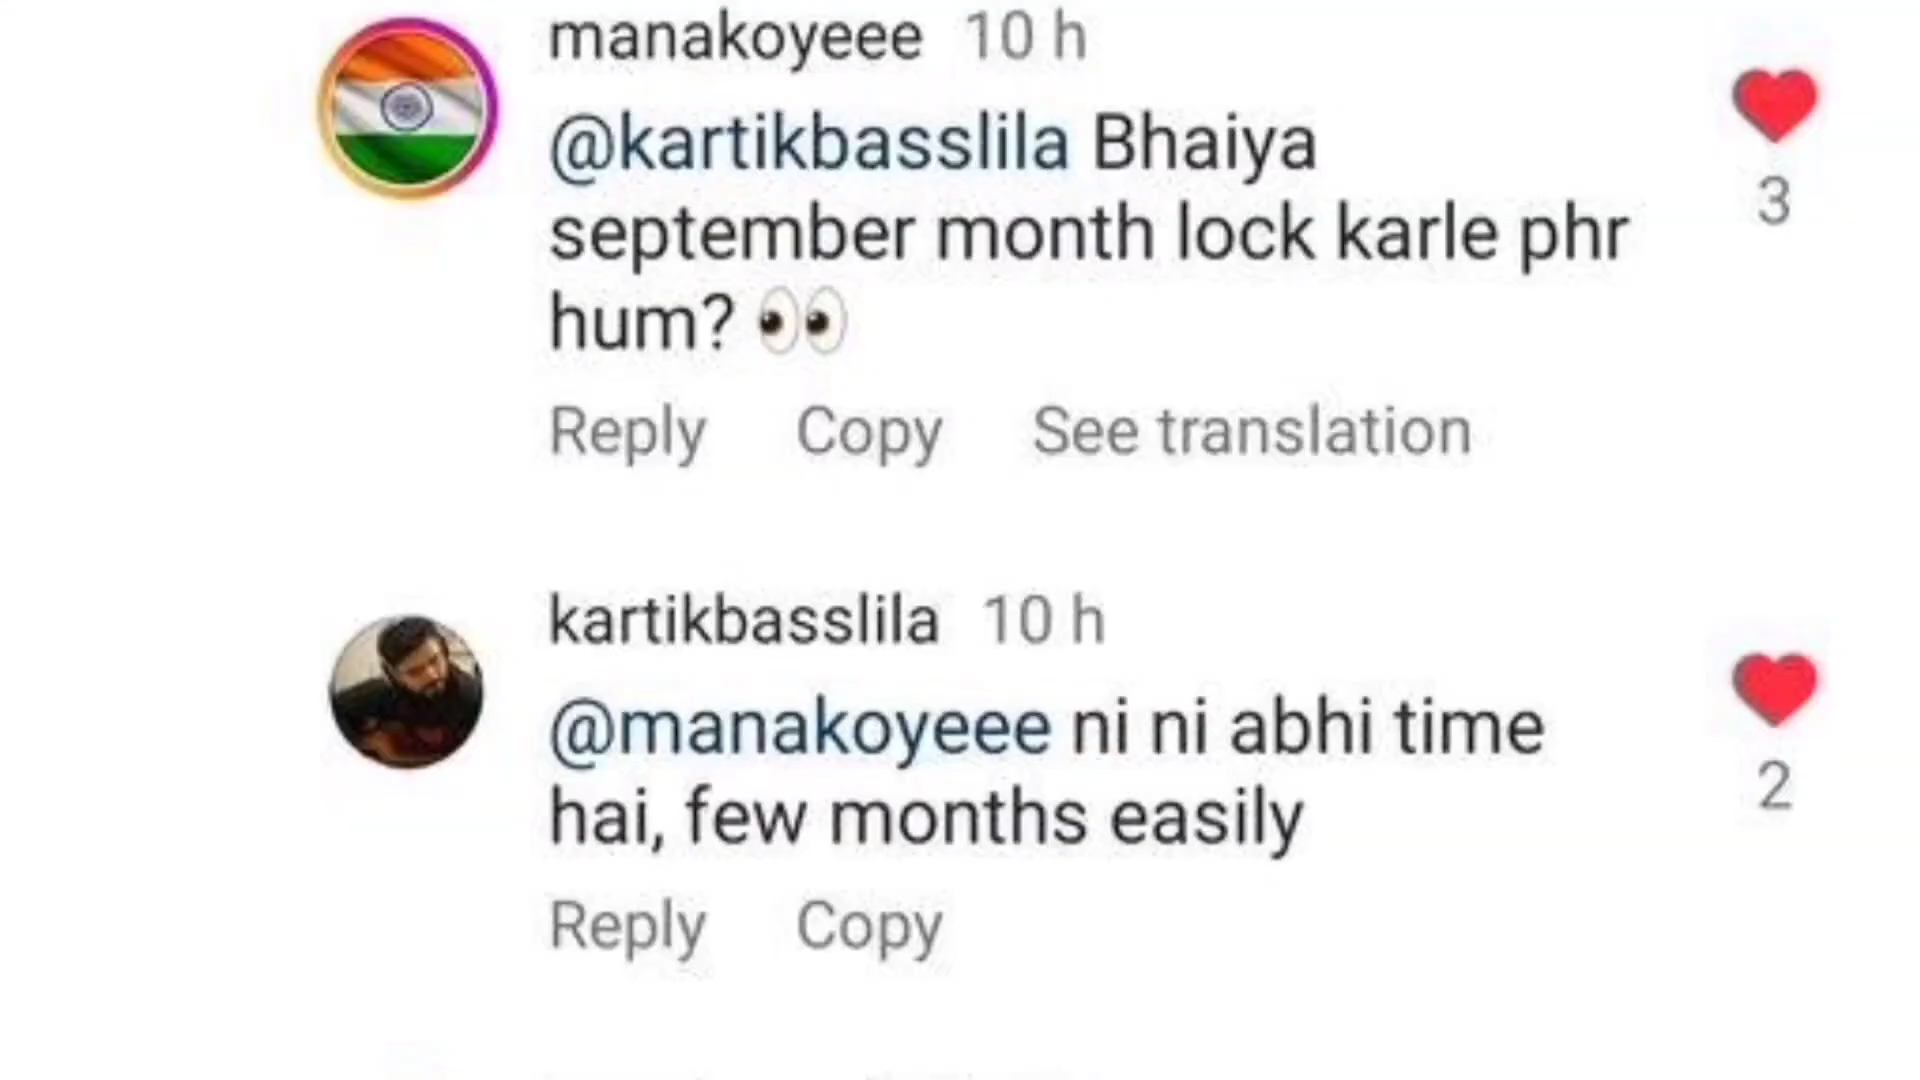 manakoyeee 10 h
@kartikbasslila Bhaiya
september month lock karle phr
hum? 👀
3
Reply Copy See translation
kartikbasslila 10 h
@manakoyeee ni ni abhi time
hai, few months easily
2
Reply Copy